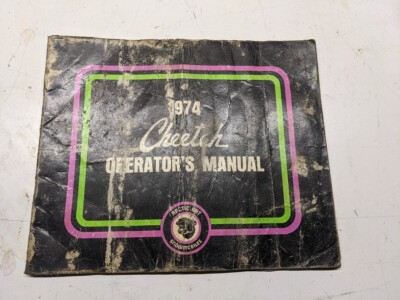 1974
Cheetah
OPERATOR'S MANUAL
ARCTIC CAT
SNOWMOBILES